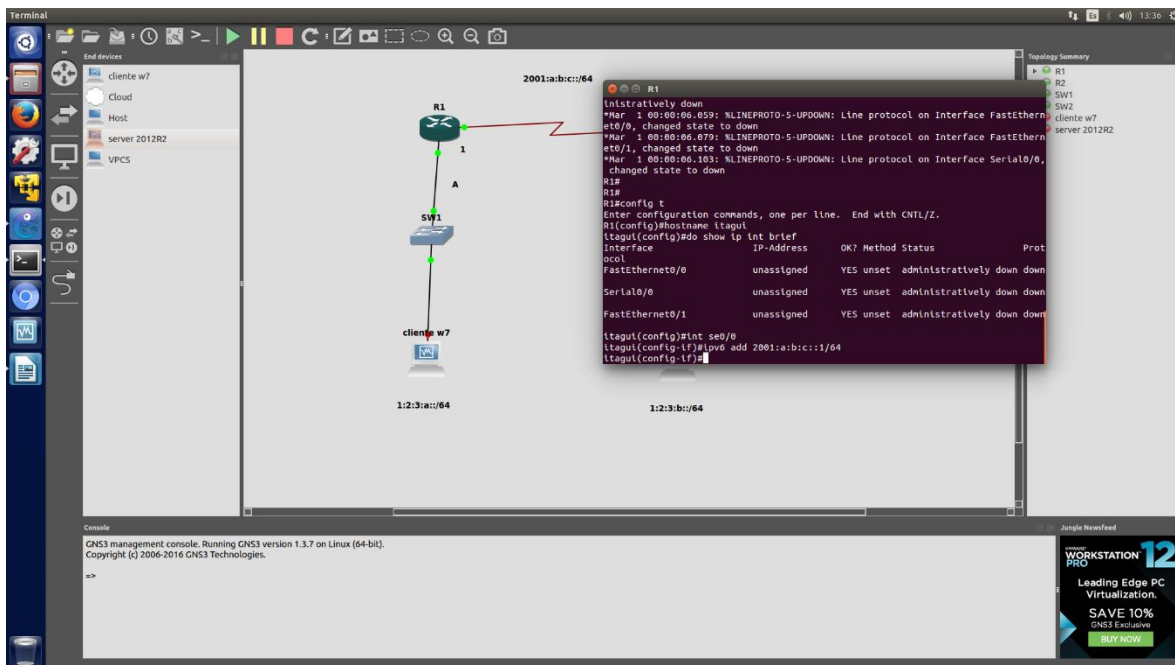 Terminal
Es
13:36
End devices
cliente w7
Cloud
Host
server 2012R2
VPCS
2001:a:b:c::/64
R1
1
A
SW1
cliente w7
1:2:3:a::/64
1:2:3:b::/64
R1
inistratively down
*Mar  1 00:00:06.059: %LINEPROTO-5-UPDOWN: Line protocol on Interface FastEthern
et0/0, changed state to down
*Mar  1 00:00:06.079: %LINEPROTO-5-UPDOWN: Line protocol on Interface FastEthern
et0/1, changed state to down
*Mar  1 00:00:06.103: %LINEPROTO-5-UPDOWN: Line protocol on Interface Serial0/0,
 changed state to down
R1#
R1#
R1#config t
Enter configuration commands, one per line.  End with CNTL/Z.
R1(config)#hostname itagui
itagui(config)#do show ip int brief
Interface IP-Address OK? Method Status Prot
ocol
FastEthernet0/0 unassigned YES unset administratively down down
Serial0/0 unassigned YES unset administratively down down
FastEthernet0/1 unassigned YES unset administratively down down
itagui(config)#int se0/0
itagui(config-if)#ipv6 add 2001:a:b:c::1/64
itagui(config-if)#
Topology Summary
R1
R2
SW1
SW2
cliente w7
server 2012R2
Console
GNS3 management console. Running GNS3 version 1.3.7 on Linux (64-bit).
Copyright (c) 2006-2016 GNS3 Technologies.
=>
Jungle Newsfeed
VMWARE
WORKSTATION 12
PRO
Leading Edge PC
Virtualization.
SAVE 10%
GNS3 Exclusive
BUY NOW